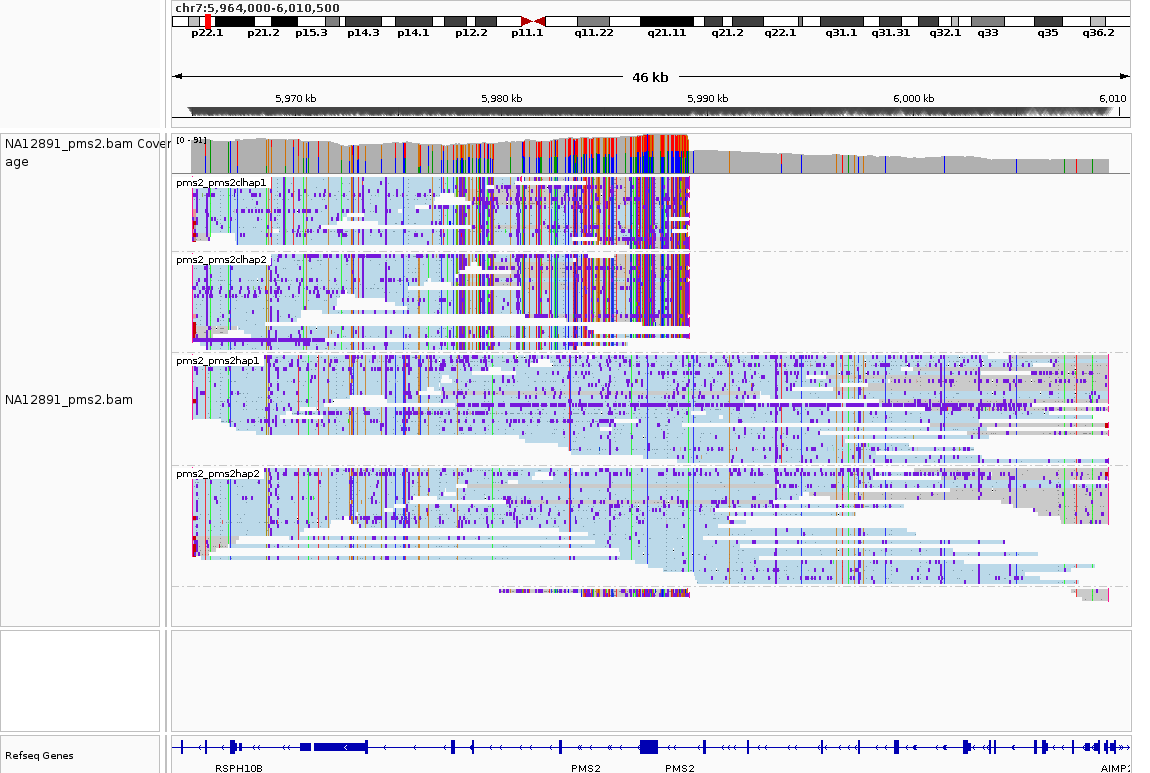 chr7:5,964,000-6,010,500
p22.1 p21.2 p15.3 p14.3 p14.1 p12.2 p11.1 q11.22 q21.11 q21.2 q22.1 q31.1 q31.31 q32.1 q33 q35 q36.2
46 kb
5,970 kb 5,980 kb 5,990 kb 6,000 kb 6,010
NA12891_pms2.bam Cover
age
[0 - 91]
pms2_pms2clhap1
pms2_pms2clhap2
pms2_pms2hap1
NA12891_pms2.bam
pms2_pms2hap2
Refseq Genes
RSPH10B PMS2 PMS2